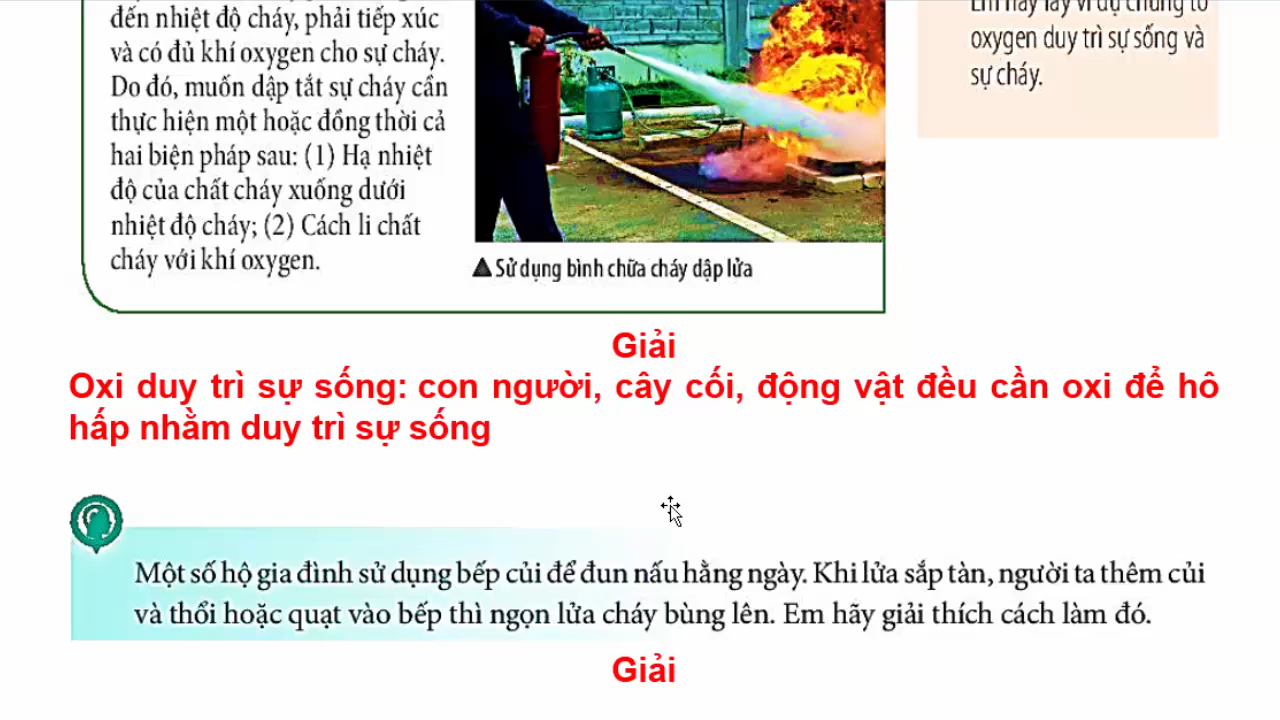 đến nhiệt độ cháy, phải tiếp xúc
và có đủ khí oxygen cho sự cháy.
Do đó, muốn dập tắt sự cháy cần
thực hiện một hoặc đồng thời cả
hai biện pháp sau: (1) Hạ nhiệt
độ của chất cháy xuống dưới
nhiệt độ cháy; (2) Cách li chất
cháy với khí oxygen.
▲ Sử dụng bình chữa cháy dập lửa
Em hãy lấy ví dụ chứng tỏ
oxygen duy trì sự sống và
sự cháy.
Giải
Oxi duy trì sự sống: con người, cây cối, động vật đều cần oxi để hô
hấp nhằm duy trì sự sống
Một số hộ gia đình sử dụng bếp củi để đun nấu hằng ngày. Khi lửa sắp tàn, người ta thêm củi
và thổi hoặc quạt vào bếp thì ngọn lửa cháy bùng lên. Em hãy giải thích cách làm đó.
Giải